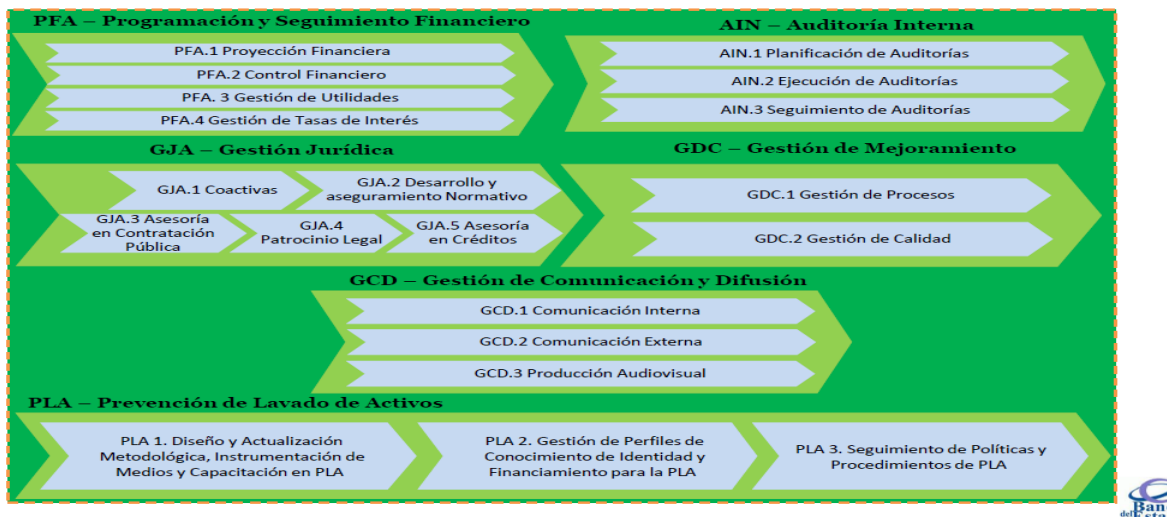 PFA – Programación y Seguimiento Financiero
PFA.1 Proyección Financiera
PFA.2 Control Financiero
PFA. 3 Gestión de Utilidades
PFA.4 Gestión de Tasas de Interés
AIN – Auditoría Interna
AIN.1 Planificación de Auditorías
AIN.2 Ejecución de Auditorías
AIN.3 Seguimiento de Auditorías
GJA – Gestión Jurídica
GJA.1 Coactivas
GJA.2 Desarrollo y
aseguramiento Normativo
GJA.3 Asesoría
en Contratación
Pública
GJA.4
Patrocinio Legal
GJA.5 Asesoría
en Créditos
GDC – Gestión de Mejoramiento
GDC.1 Gestión de Procesos
GDC.2 Gestión de Calidad
GCD – Gestión de Comunicación y Difusión
GCD.1 Comunicación Interna
GCD.2 Comunicación Externa
GCD.3 Producción Audiovisual
PLA – Prevención de Lavado de Activos
PLA 1. Diseño y Actualización
Metodológica, Instrumentación de
Medios y Capacitación en PLA
PLA 2. Gestión de Perfiles de
Conocimiento de Identidad y
Financiamiento para la PLA
PLA 3. Seguimiento de Políticas y
Procedimientos de PLA